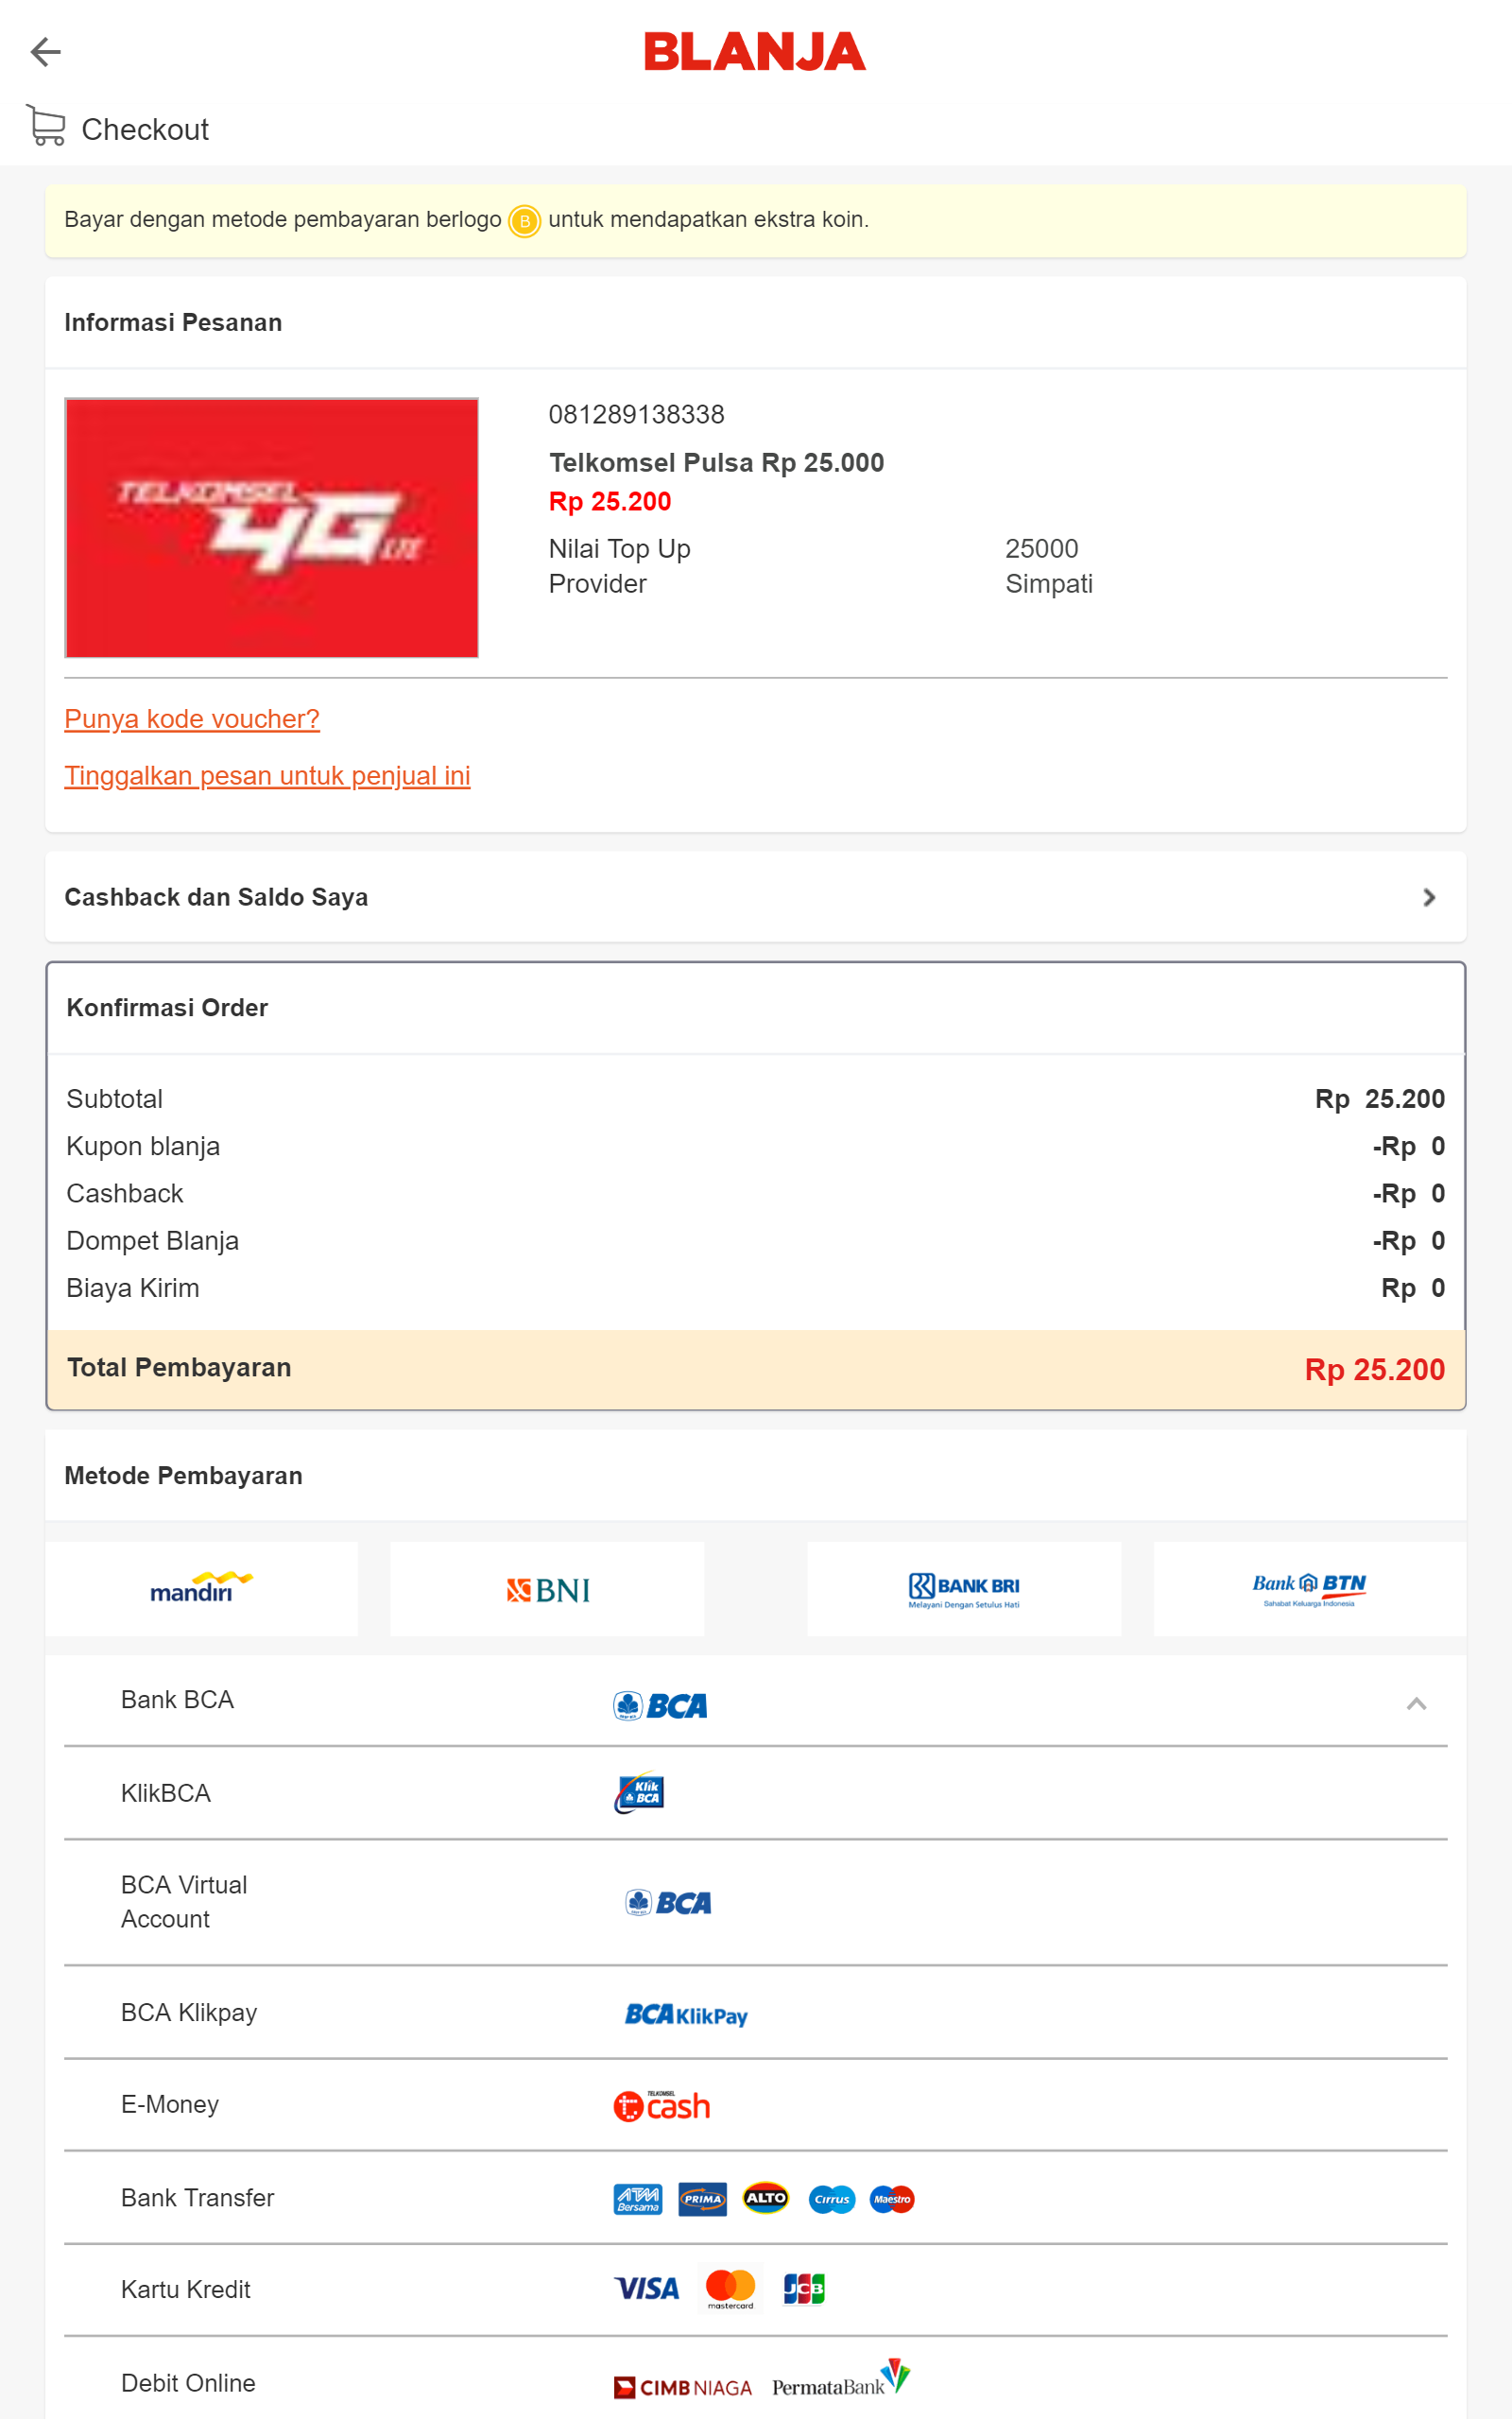 BLANJA
Checkout
Bayar dengan metode pembayaran berlogo B untuk mendapatkan ekstra koin.
Informasi Pesanan
TELKOMSEL
4G LTE
081289138338
Telkomsel Pulsa Rp 25.000
Rp 25.200
Nilai Top Up 25000
Provider Simpati
Punya kode voucher?
Tinggalkan pesan untuk penjual ini
Cashback dan Saldo Saya
Konfirmasi Order
Subtotal Rp 25.200
Kupon blanja -Rp 0
Cashback -Rp 0
Dompet Blanja -Rp 0
Biaya Kirim Rp 0
Total Pembayaran Rp 25.200
Metode Pembayaran
mandiri
BNI
BANK BRI
Melayani Dengan Setulus Hati
Bank BTN
Sahabat Keluarga Indonesia
Bank BCA BCA
KlikBCA Klik BCA
BCA Virtual
Account
BCA
BCA Klikpay BCA KlikPay
E-Money TELKOMSEL t cash
Bank Transfer ATM Bersama PRIMA ALTO Cirrus Maestro
Kartu Kredit VISA mastercard JCB
Debit Online CIMB NIAGA PermataBank